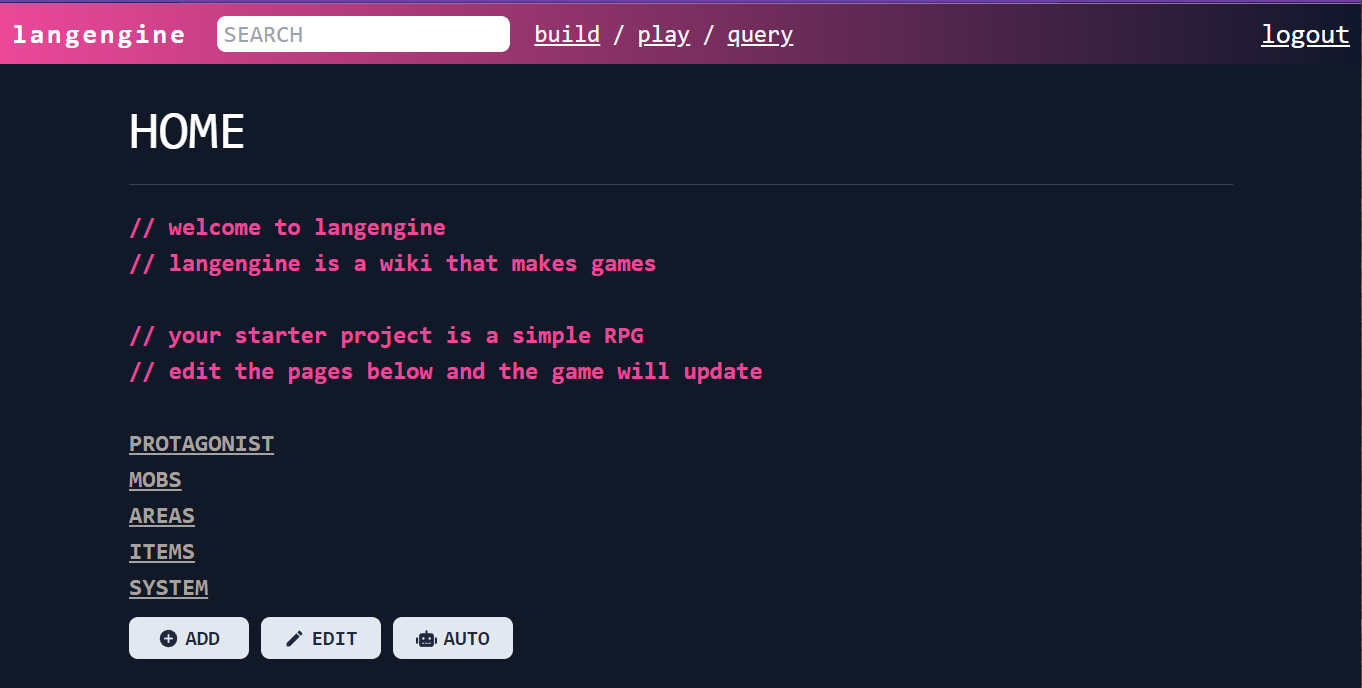 langengine SEARCH build / play / query logout
HOME
// welcome to langengine
// langengine is a wiki that makes games
// your starter project is a simple RPG
// edit the pages below and the game will update
PROTAGONIST
MOBS
AREAS
ITEMS
SYSTEM
ADD EDIT AUTO